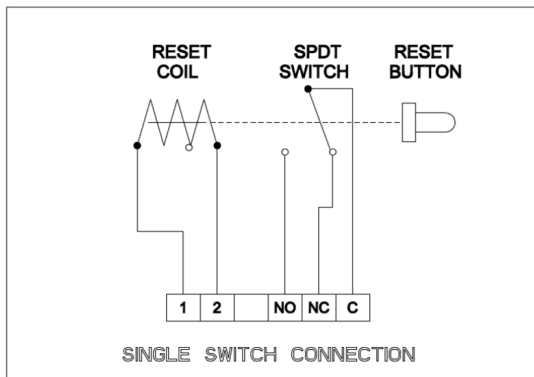 RESET
COIL
SPDT
SWITCH
RESET
BUTTON
1 2 NO NC C
SINGLE SWITCH CONNECTION